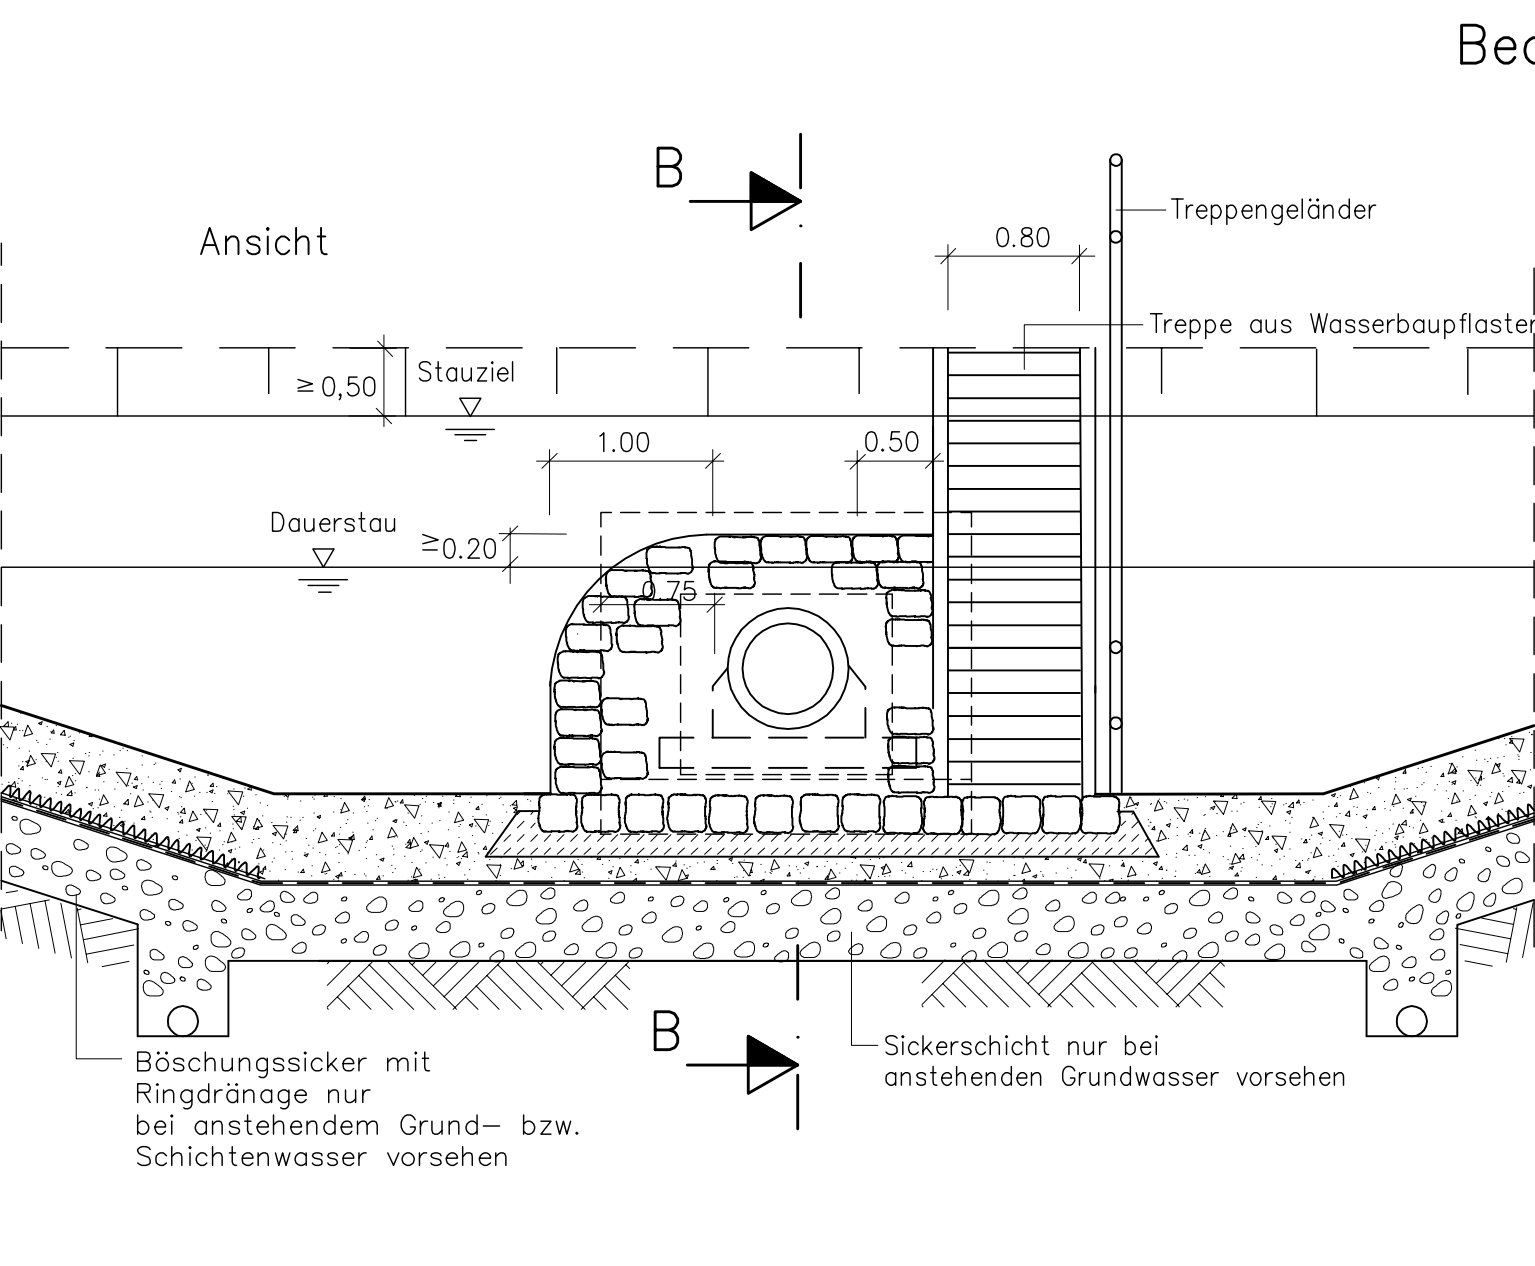 Bec
B
Treppengeländer
Ansicht
0.80
Treppe aus Wasserbaupflaster
≥0,50
Stauziel
1.00
0.50
Dauerstau
≥0.20
0.75
B
Sickerschicht nur bei
anstehenden Grundwasser vorsehen
Böschungssicker mit
Ringdränage nur
bei anstehendem Grund– bzw.
Schichtenwasser vorsehen